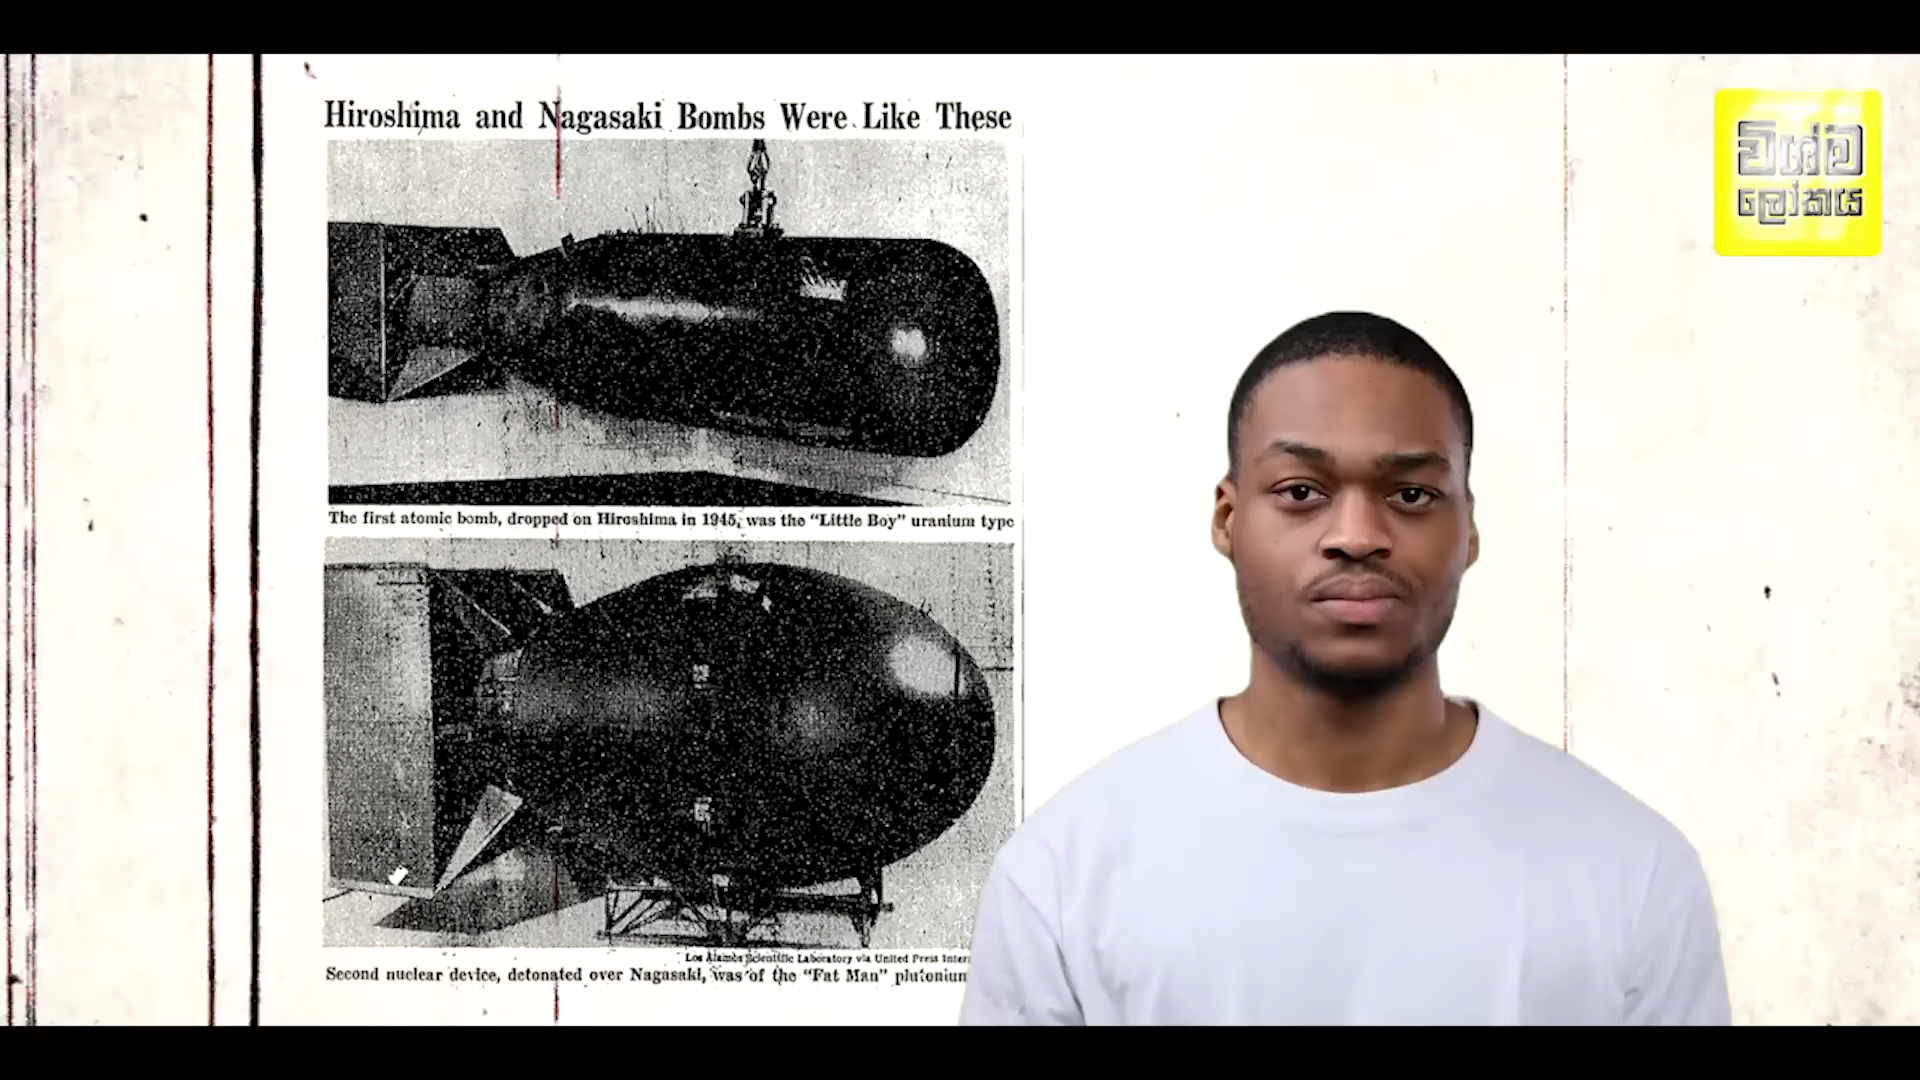 Hiroshima and Nagasaki Bombs Were Like These
විශ්ම
ලෝකය
The first atomic bomb, dropped on Hiroshima in 1945, was the "Little Boy" uranium type
Los Alamos Scientific Laboratory via United Press
Second nuclear device, detonated over Nagasaki, was of the "Fat Man" plutonium